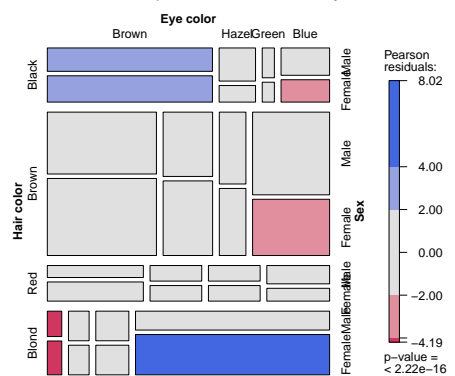 Eye color
Brown Hazel Green Blue
Hair color
Black
Brown
Red
Blond
Sex
Male
Female
Male
Female
Male
Female
Male
Female
Pearson
residuals:
8.02
4.00
2.00
0.00
−2.00
−4.19
p−value =
< 2.22e−16